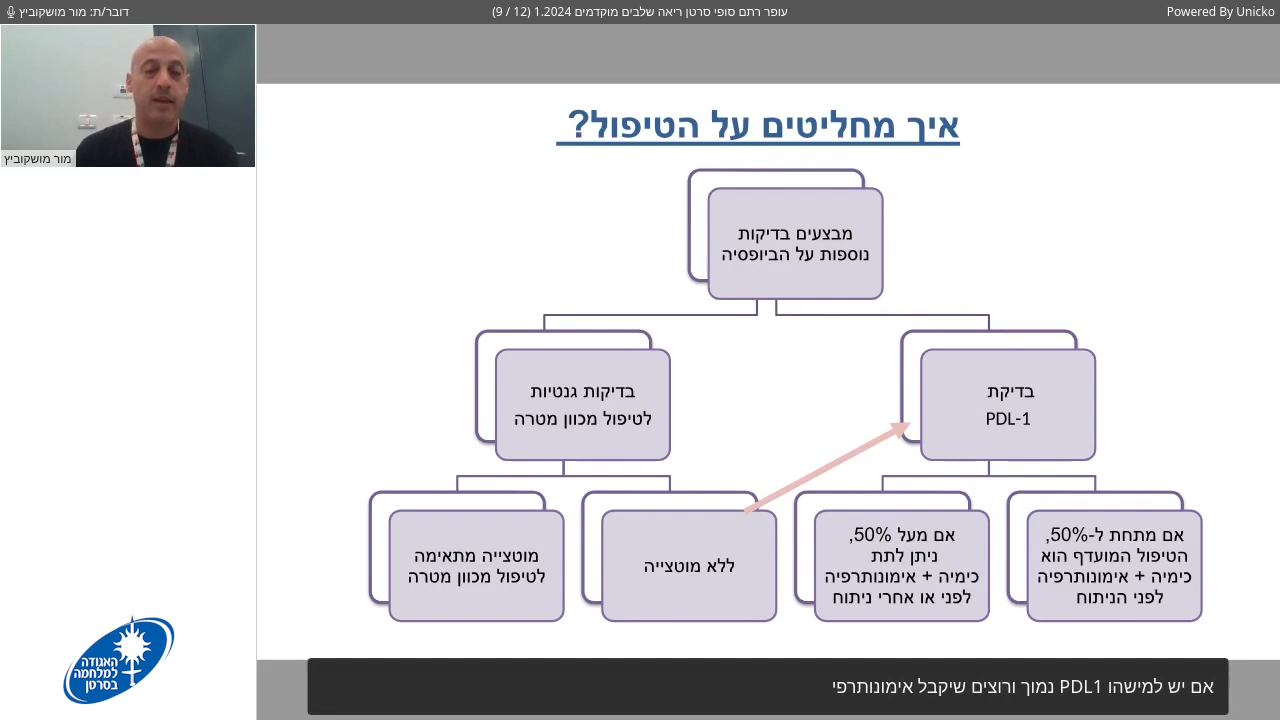 דובר/ת: מור מושקוביץ
עופר רתם סופי סרטן ריאה שלבים מוקדמים 1.2024 (12 / 9)
Powered By Unicko
מור מושקוביץ
איך מחליטים על הטיפול?
מבצעים בדיקות
נוספות על הביופסיה
בדיקת
PDL-1
בדיקות גנטיות
לטיפול מכוון מטרה
אם מתחת ל-50%,
הטיפול המועדף הוא
כימיה + אימונותרפיה
לפני הניתוח
אם מעל 50%,
ניתן לתת
כימיה + אימונותרפיה
לפני או אחרי ניתוח
ללא מוטצייה
מוטצייה מתאימה
לטיפול מכוון מטרה
האגודה
למלחמה
בסרטן
אם יש למישהו PDL1 נמוך ורוצים שיקבל אימונותרפי